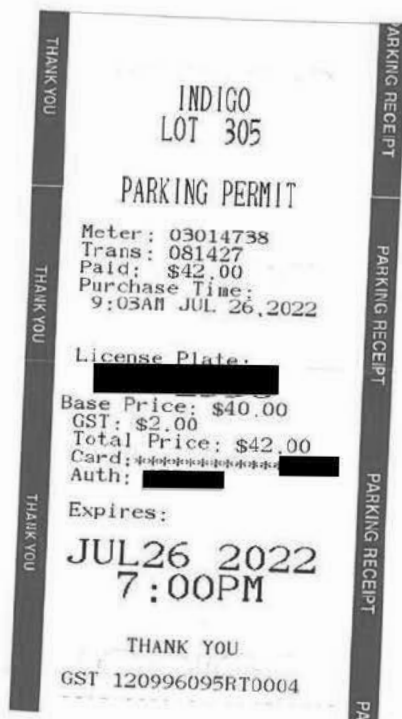 INDIGO
LOT 305
PARKING PERMIT
Meter: 03014738
Trans: 081427
Paid: $42.00
Purchase Time:
9:03AM JUL 26,2022
License Plate:
Base Price: $40.00
GST: $2.00
Total Price: $42.00
Card:**************
Auth:
Expires:
JUL26 2022
7:00PM
THANK YOU
GST 120996095RT0004
THANK YOU
THANK YOU
THANK YOU
PARKING RECEIPT
PARKING RECEIPT
PARKING RECEIPT
PA